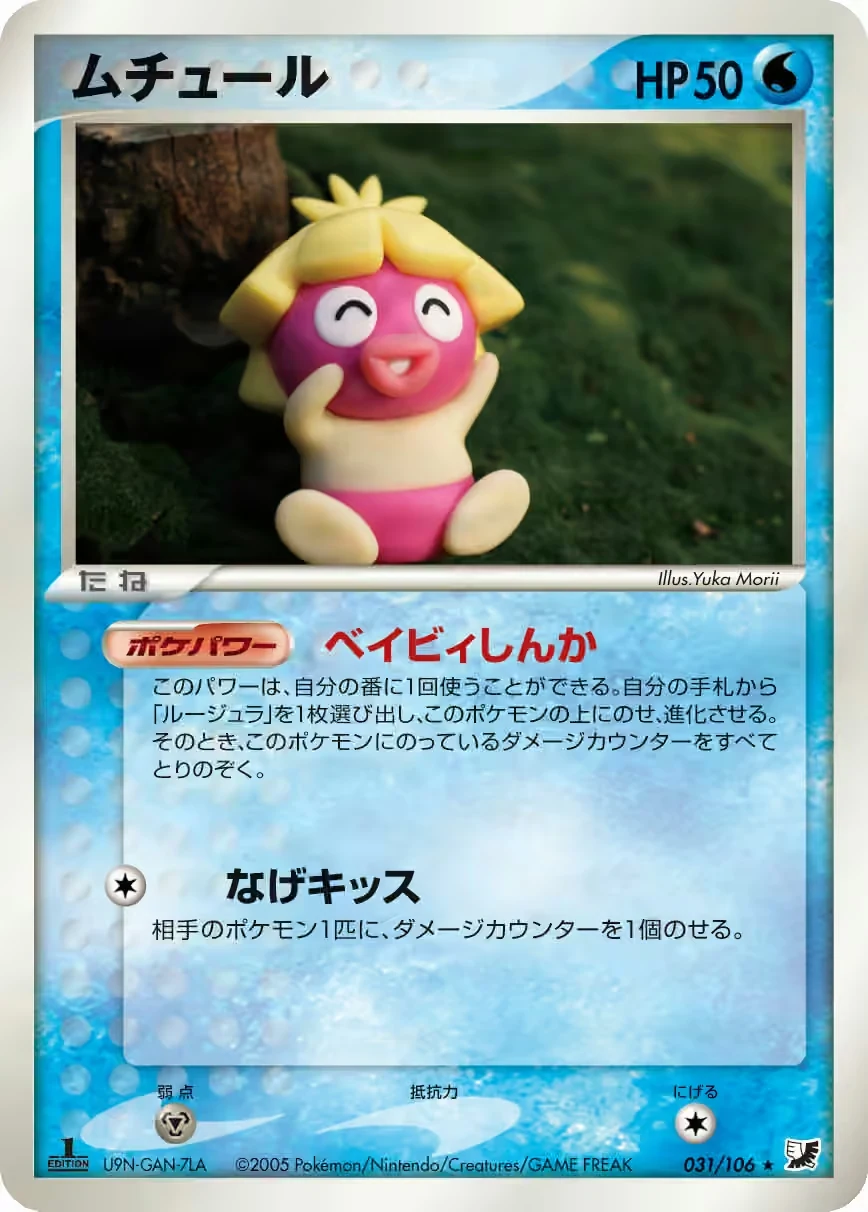 ムチュール HP50
たね Illus.Yuka Morii
ポケパワー ベイビィしんか
このパワーは、自分の番に1回使うことができる。自分の手札から
「ルージュラ」を1枚選び出し、このポケモンの上にのせ、進化させる。
そのとき、このポケモンにのっているダメージカウンターをすべて
とりのぞく。
なげキッス
相手のポケモン1匹に、ダメージカウンターを1個のせる。
弱点 抵抗力 にげる
1 EDITION U9N-GAN-7LA ©2005 Pokémon/Nintendo/Creatures/GAME FREAK 031/106 ★